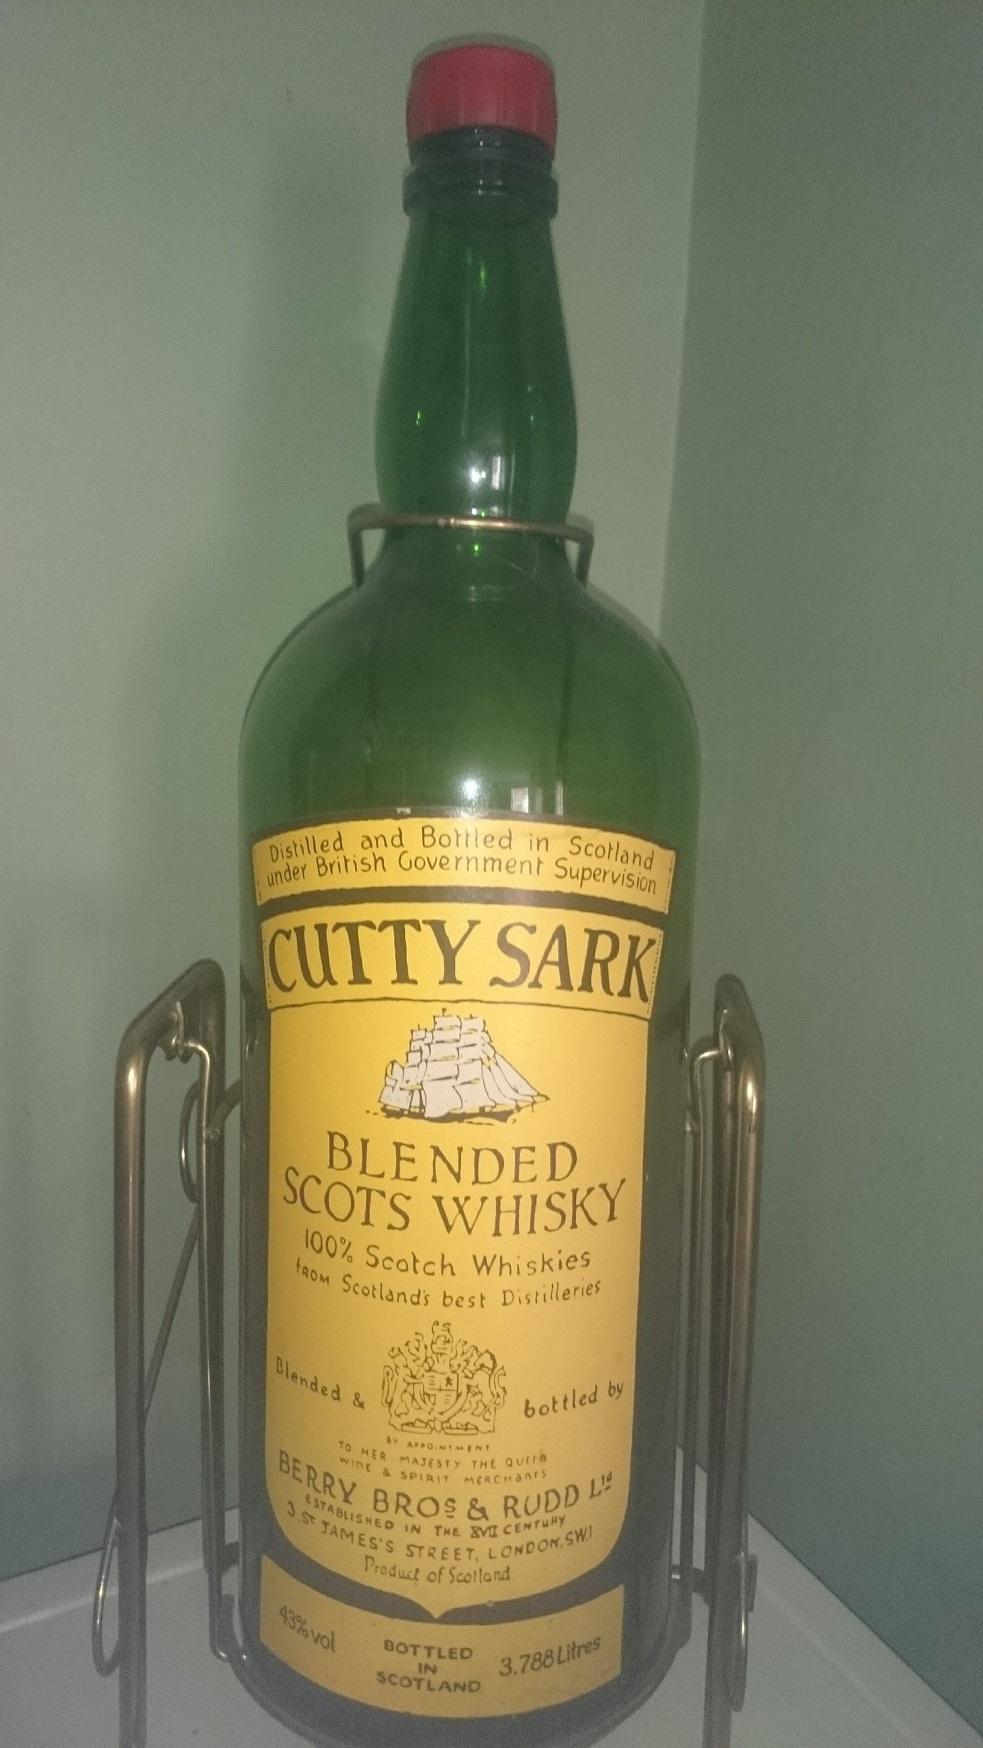 Distilled and Bottled in Scotland
under British Government Supervision
CUTTY SARK
BLENDED
SCOTS WHISKY
100% Scotch Whiskies
from Scotland's best Distilleries
Blended & bottled by
BY APPOINTMENT
TO HER MAJESTY THE QUEEN
WINE & SPIRIT MERCHANTS
BERRY BROS & RUDD Ltd
ESTABLISHED IN THE XVII CENTURY
3, St JAMES'S STREET, LONDON, S.W.1
Product of Scotland
43% vol
BOTTLED
IN
SCOTLAND
3.788 Litres